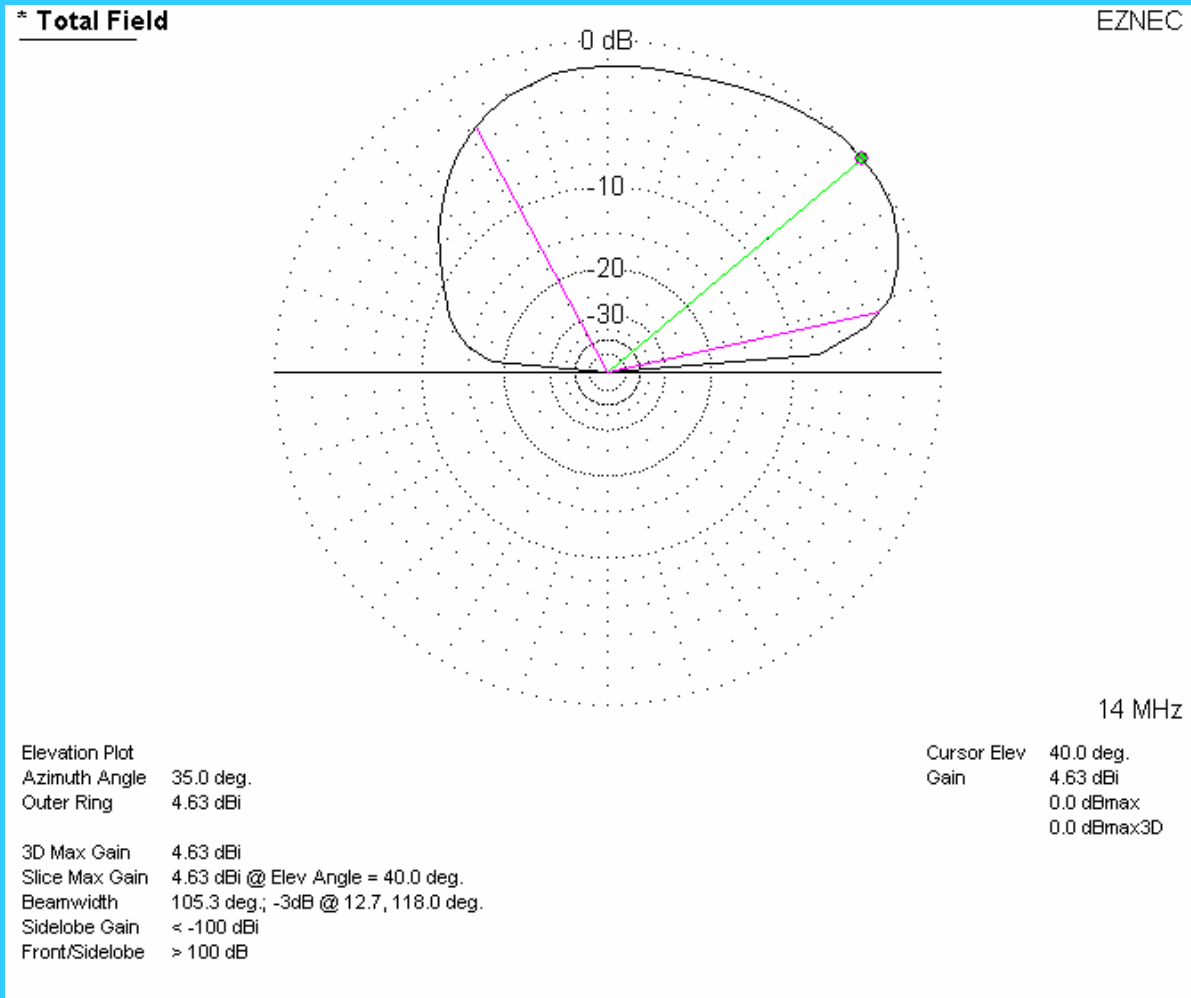 * Total Field
EZNEC
0 dB
-10
-20
-30
14 MHz
Elevation Plot
Azimuth Angle 35.0 deg.
Outer Ring 4.63 dBi
3D Max Gain 4.63 dBi
Slice Max Gain 4.63 dBi @ Elev Angle = 40.0 deg.
Beamwidth 105.3 deg.; -3dB @ 12.7, 118.0 deg.
Sidelobe Gain < -100 dBi
Front/Sidelobe > 100 dB
Cursor Elev 40.0 deg.
Gain 4.63 dBi
0.0 dBmax
0.0 dBmax3D